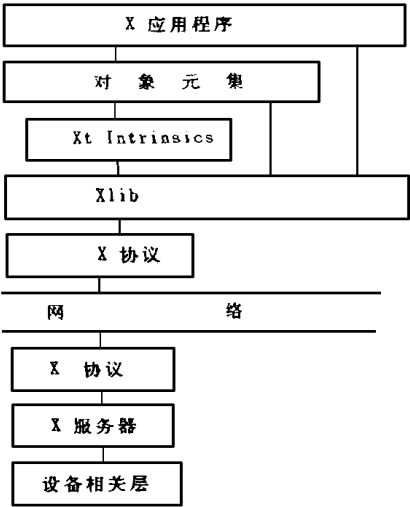 X 应用程序
对 象 元 集
Xt Intrinsics
Xlib
X 协议
网 络
X 协议
X 服务器
设备相关层